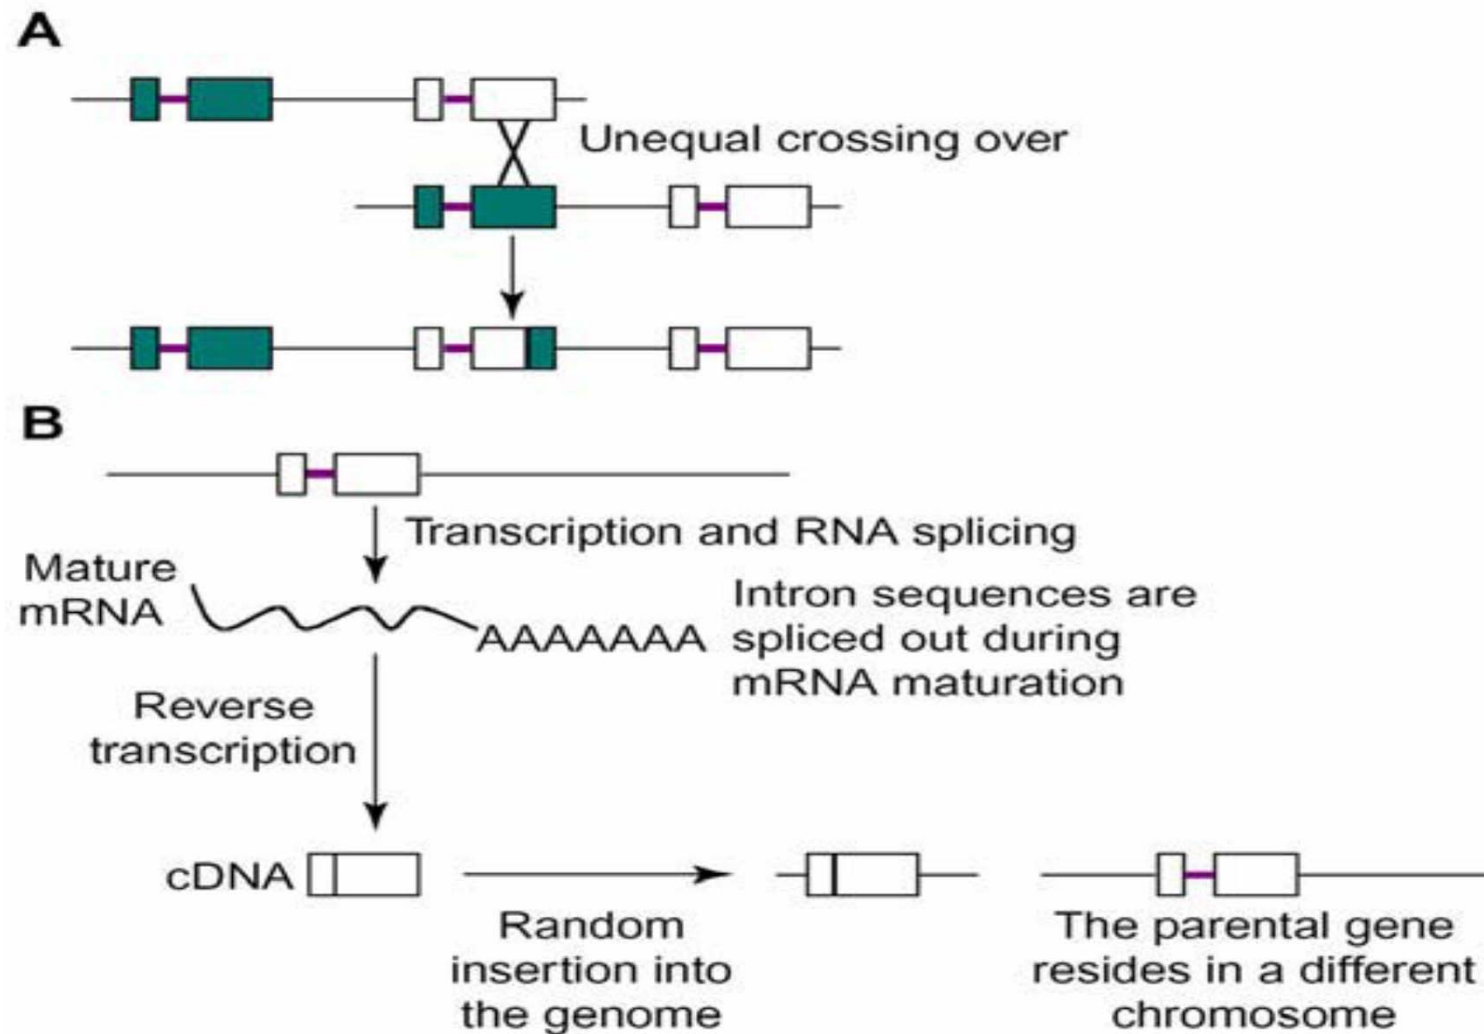 A
Unequal crossing over
B
Transcription and RNA splicing
Mature
mRNA
AAAAAAA
Intron sequences are
spliced out during
mRNA maturation
Reverse
transcription
cDNA
Random
insertion into
the genome
The parental gene
resides in a different
chromosome